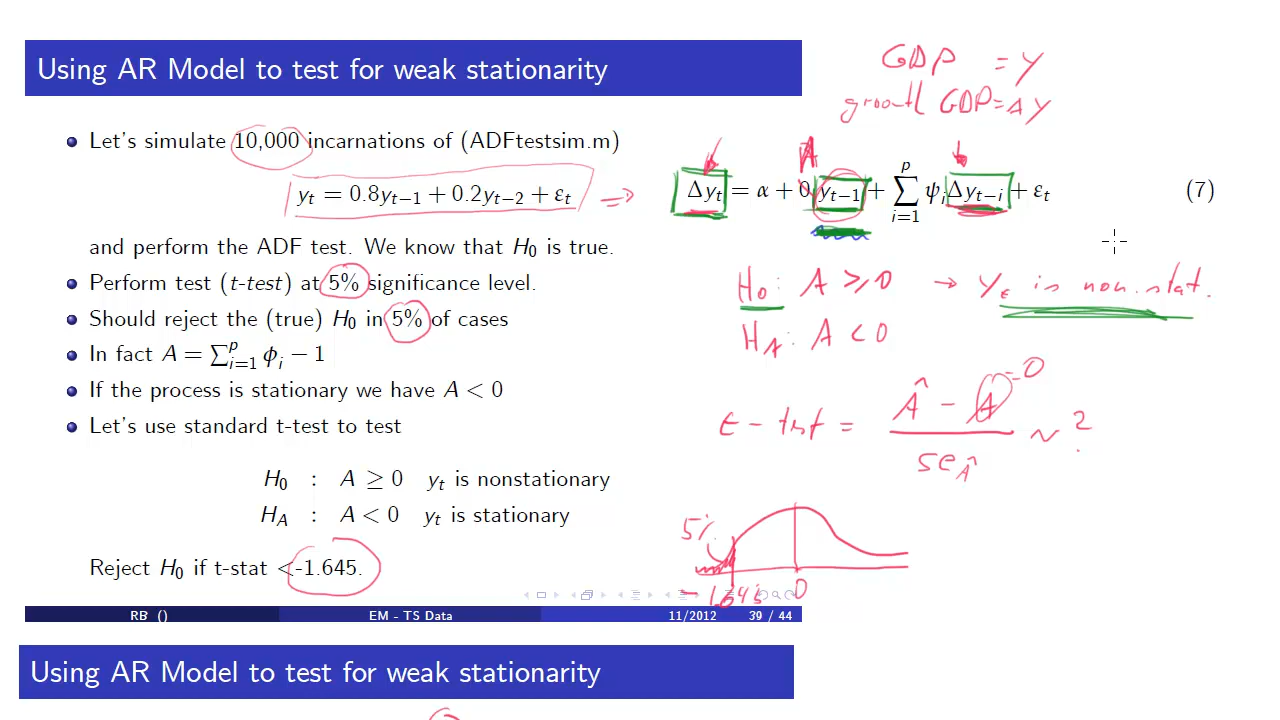 Using AR Model to test for weak stationarity
Let's simulate 10,000 incarnations of (ADFtestsim.m)
yₜ = 0.8yₜ₋₁ + 0.2yₜ₋₂ + εₜ
and perform the ADF test. We know that H₀ is true.
Perform test (t-test) at 5% significance level.
Should reject the (true) H₀ in 5% of cases
In fact A = ∑ᵖᵢ₌₁ ϕᵢ − 1
If the process is stationary we have A < 0
Let's use standard t-test to test
H₀ : A ≥ 0 yₜ is nonstationary
H_A : A < 0 yₜ is stationary
Reject H₀ if t-stat <-1.645.
RB () EM - TS Data 11/2012 39 / 44
GDP = Y
growth GDP = Δy
A
Δyₜ = α + 0 yₜ₋₁ + ∑ᵖᵢ₌₁ ψᵢ Δyₜ₋ᵢ + εₜ (7)
H₀: A ≥ 0 → Yₜ is non.stat.
H_A: A < 0
t - test = (Â − A) / se_Â ~ ?
= 0
5%
− 1.645 0
Using AR Model to test for weak stationarity